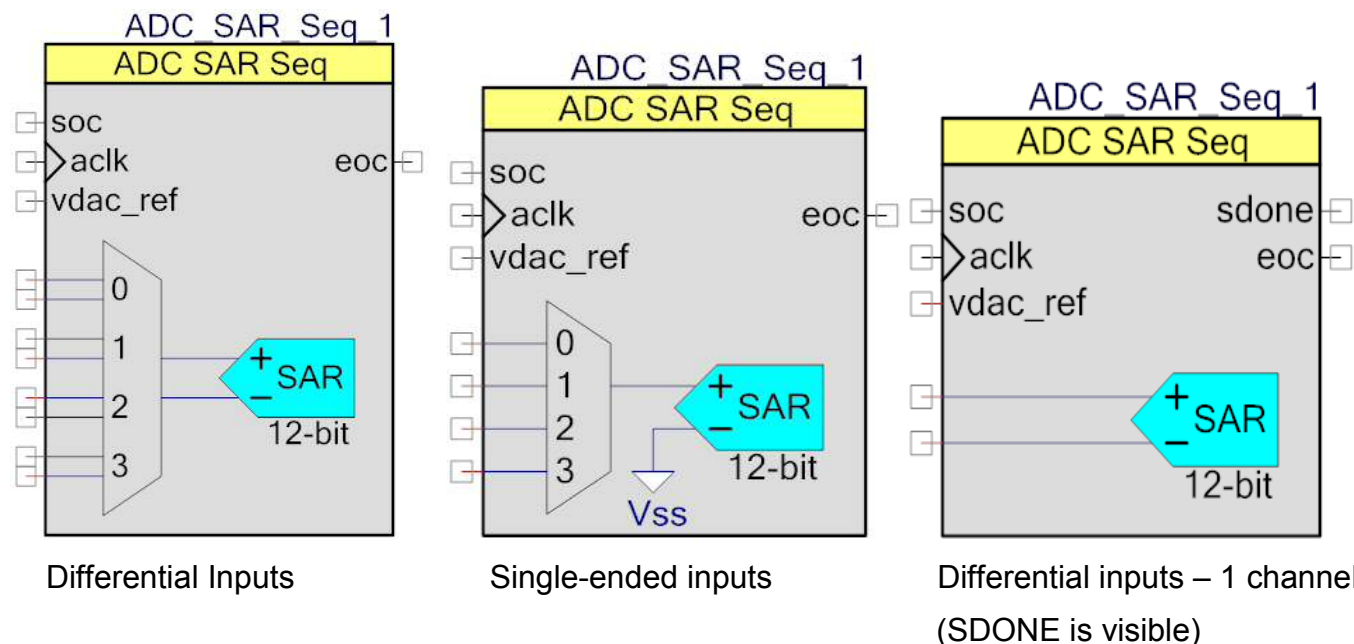 ADC_SAR_Seq_1
ADC SAR Seq
soc
aclk
eoc
vdac_ref
0
1
2
3
+
SAR
−
12-bit
Differential Inputs
ADC_SAR_Seq_1
ADC SAR Seq
soc
aclk
eoc
vdac_ref
0
1
2
3
+
SAR
−
12-bit
Vss
Single-ended inputs
ADC_SAR_Seq_1
ADC SAR Seq
soc
sdone
aclk
eoc
vdac_ref
+
SAR
−
12-bit
Differential inputs – 1 channel
(SDONE is visible)